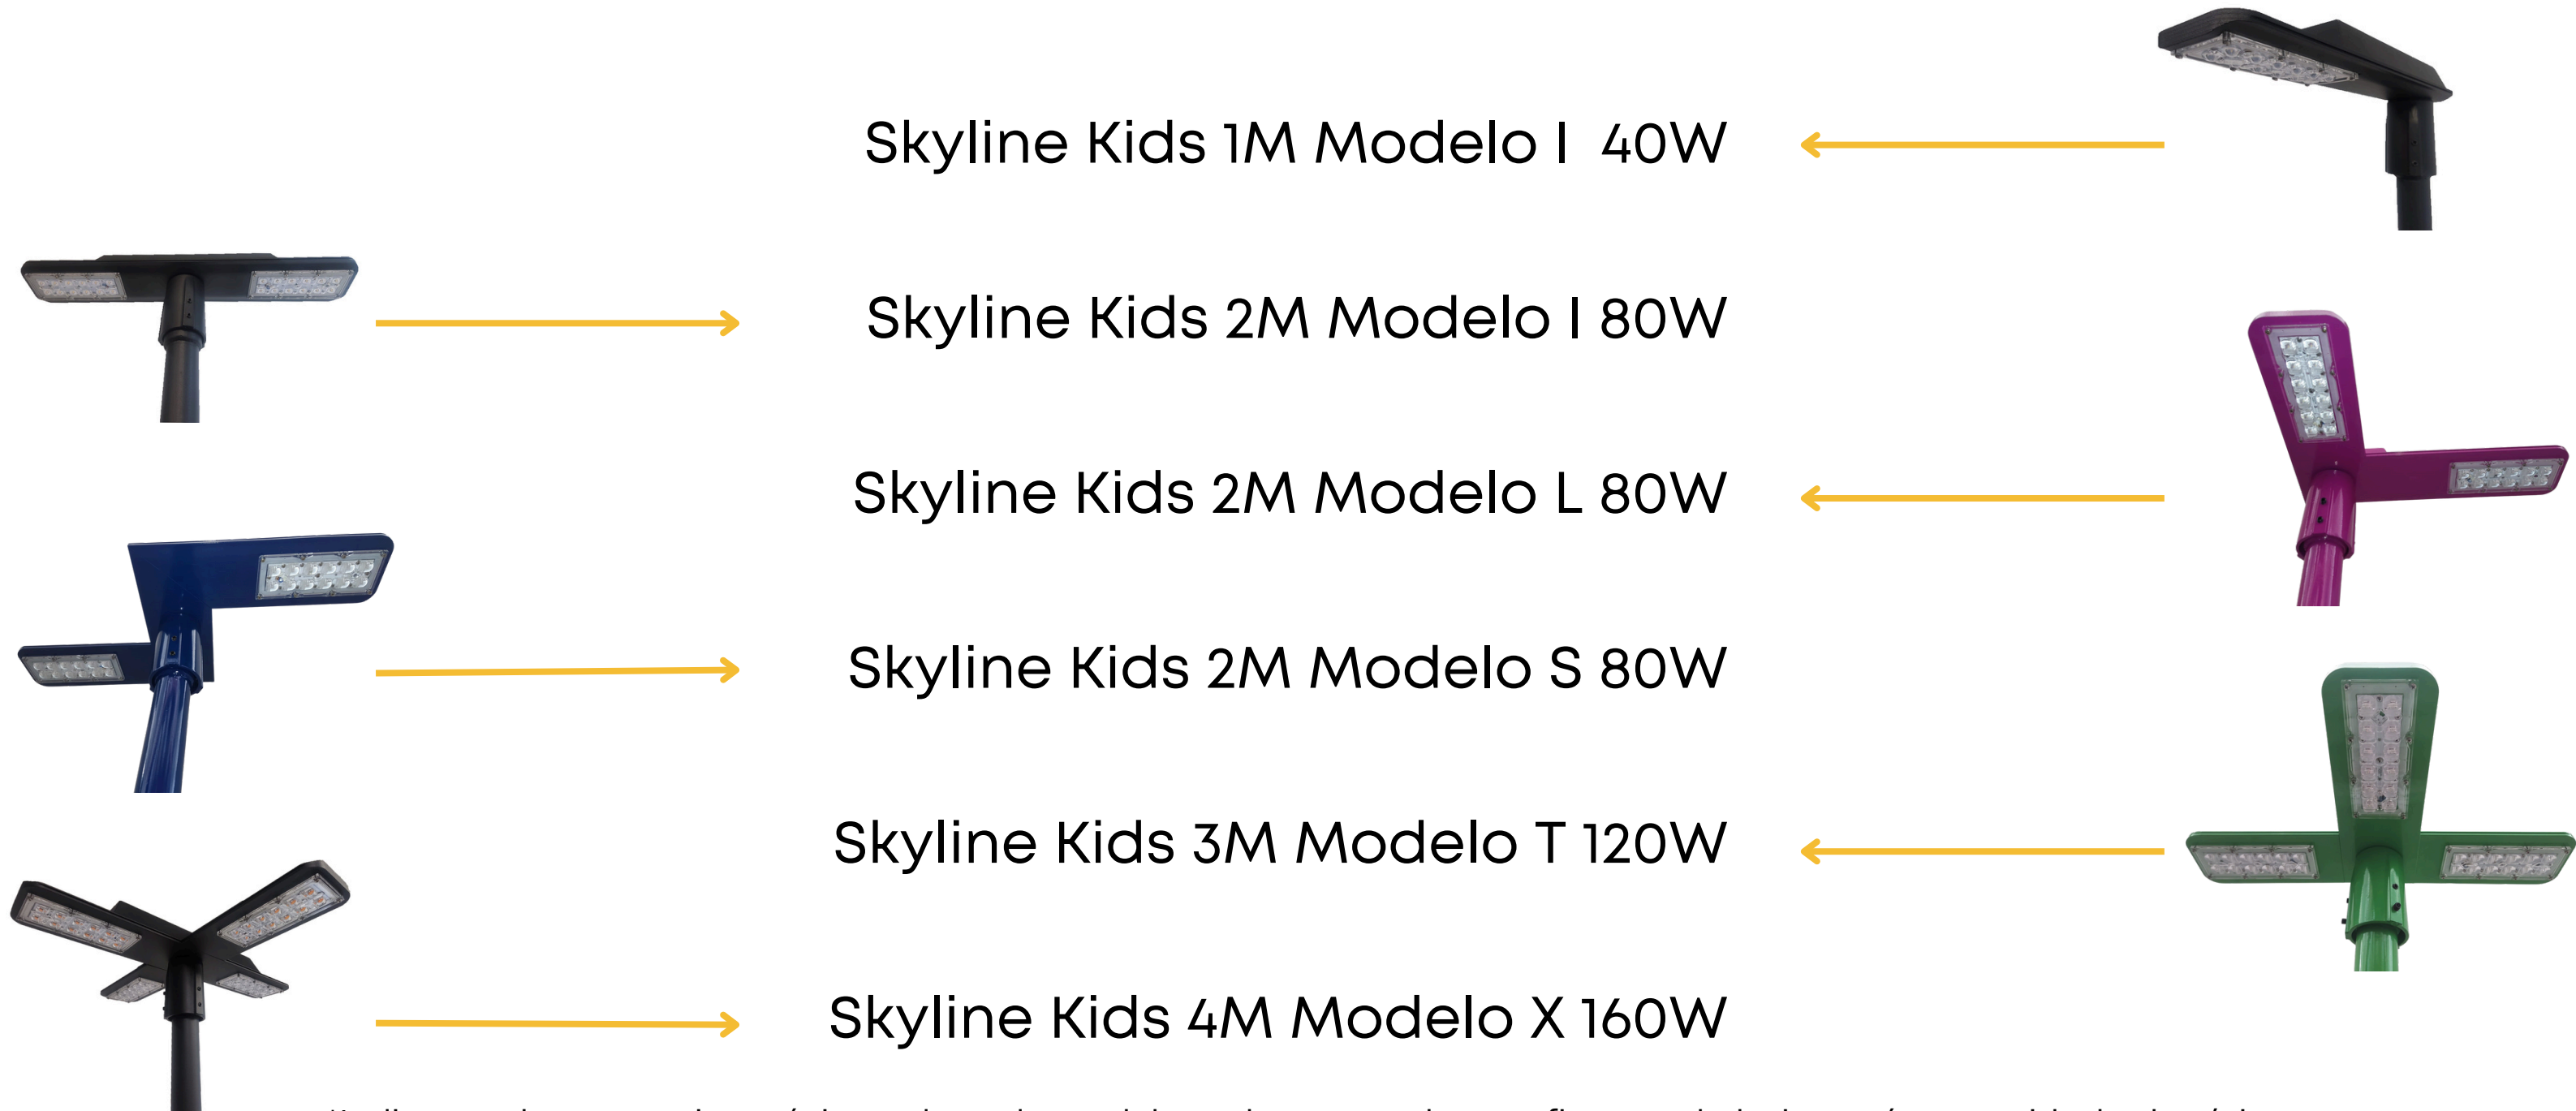 Skyline Kids 1M Modelo I 40W
Skyline Kids 2M Modelo I 80W
Skyline Kids 2M Modelo L 80W
Skyline Kids 2M Modelo S 80W
Skyline Kids 3M Modelo T 120W
Skyline Kids 4M Modelo X 160W